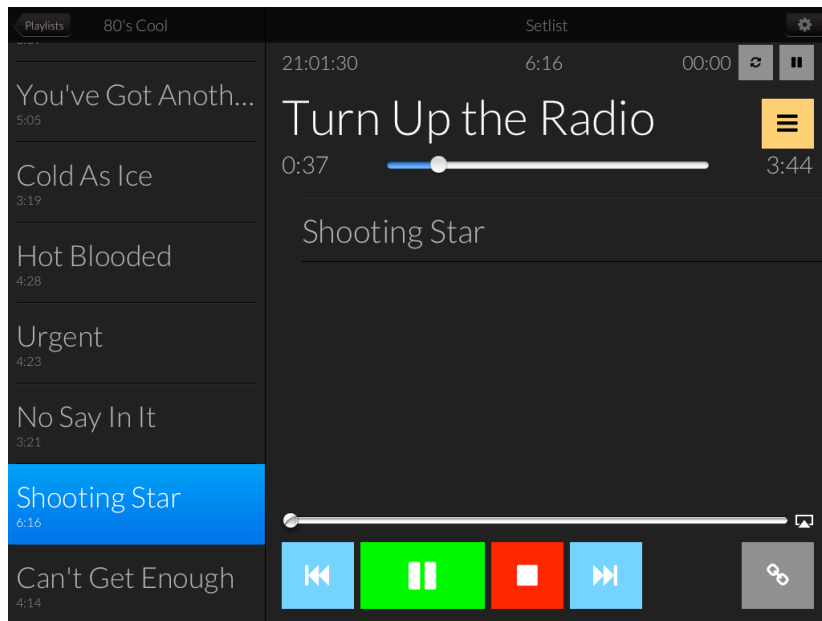 Playlists
80's Cool
Setlist
You've Got Anoth...
5:05
Cold As Ice
3:19
Hot Blooded
4:28
Urgent
4:23
No Say In It
3:21
Shooting Star
6:16
Can't Get Enough
4:14
21:01:30
6:16
00:00
Turn Up the Radio
0:37
3:44
Shooting Star